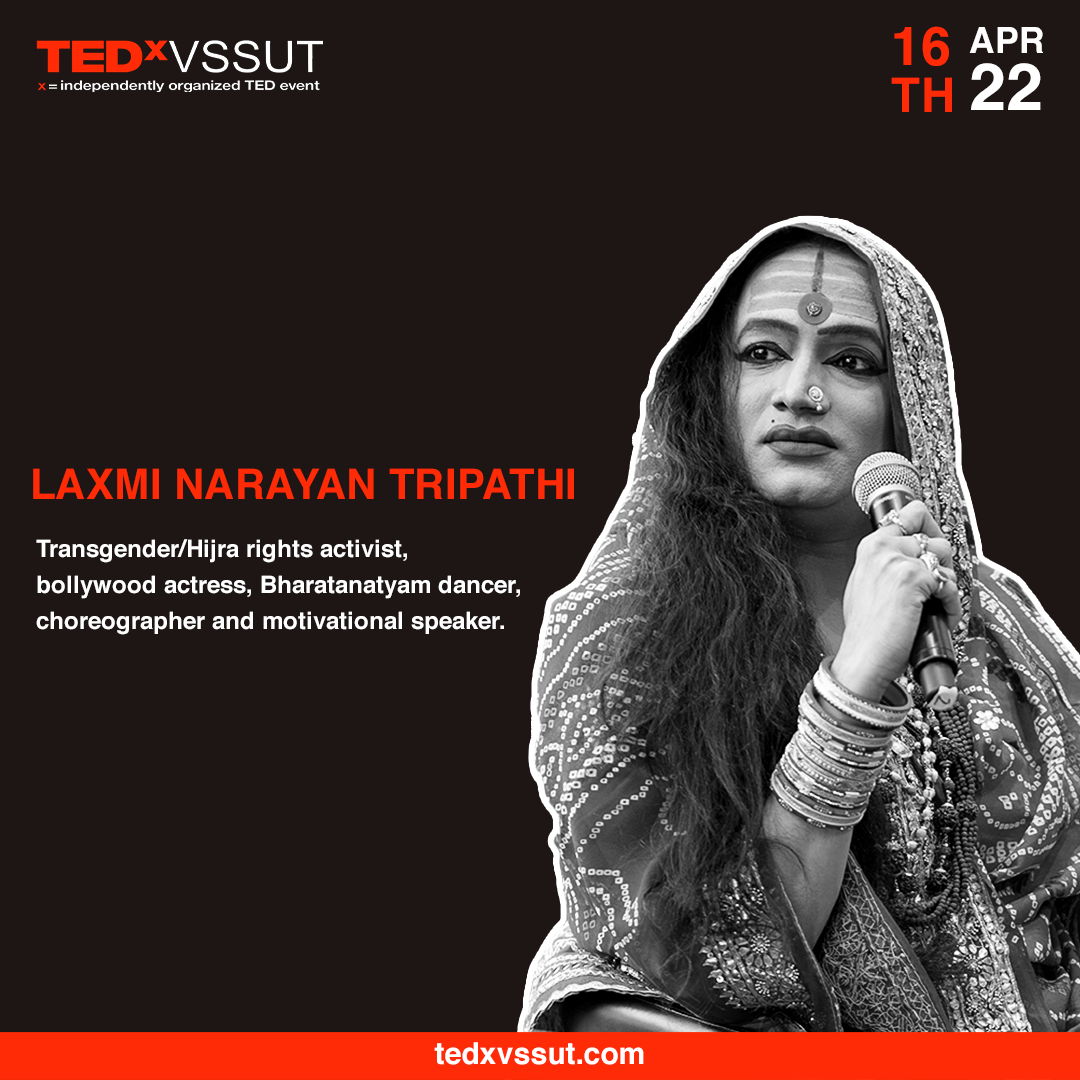 TEDxVSSUT
x = independently organized TED event
16 APR
TH 22
LAXMI NARAYAN TRIPATHI
Transgender/Hijra rights activist,
bollywood actress, Bharatanatyam dancer,
choreographer and motivational speaker.
tedxvssut.com